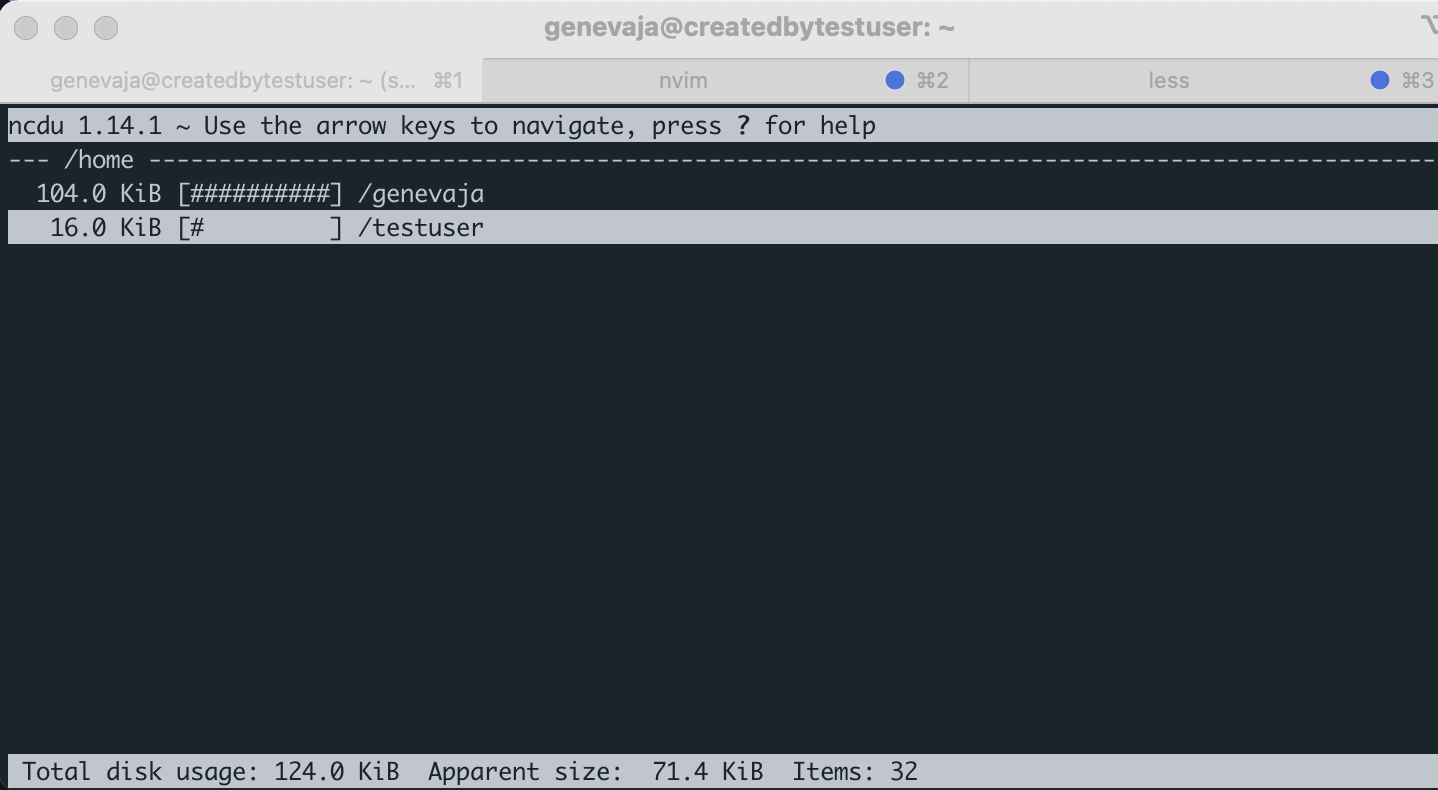 genevaja@createdbytestuser: ~
genevaja@createdbytestuser: ~ (s... ⌘1 nvim ⌘2 less ⌘3
ncdu 1.14.1 ~ Use the arrow keys to navigate, press ? for help
--- /home --------------------------------------------------------------------------------------------
104.0 KiB [##########] /genevaja
16.0 KiB [#         ] /testuser
Total disk usage: 124.0 KiB  Apparent size:  71.4 KiB  Items: 32